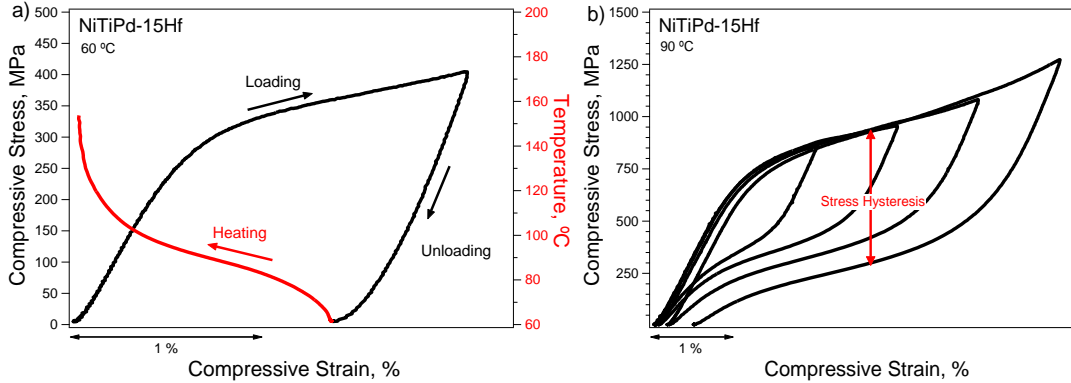 a)
NiTiPd-15Hf
60 ºC
Compressive Stress, MPa
500
450
400
350
300
250
200
150
100
50
0
Loading
Unloading
Heating
200
180
160
140
120
100
80
60
Temperature, ºC
1 %
Compressive Strain, %
b)
NiTiPd-15Hf
90 ºC
Compressive Stress, MPa
1500
1250
1000
750
500
250
Stress Hysteresis
1 %
Compressive Strain, %